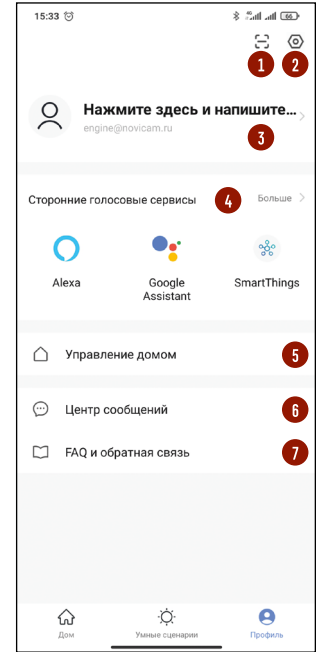 15:33
66
1 2
Нажмите здесь и напишите...
engine@novicam.ru
3
Сторонние голосовые сервисы 4 Больше
Alexa Google SmartThings
Assistant
Управление домом 5
Центр сообщений 6
FAQ и обратная связь 7
Дом Умные сценарии Профиль